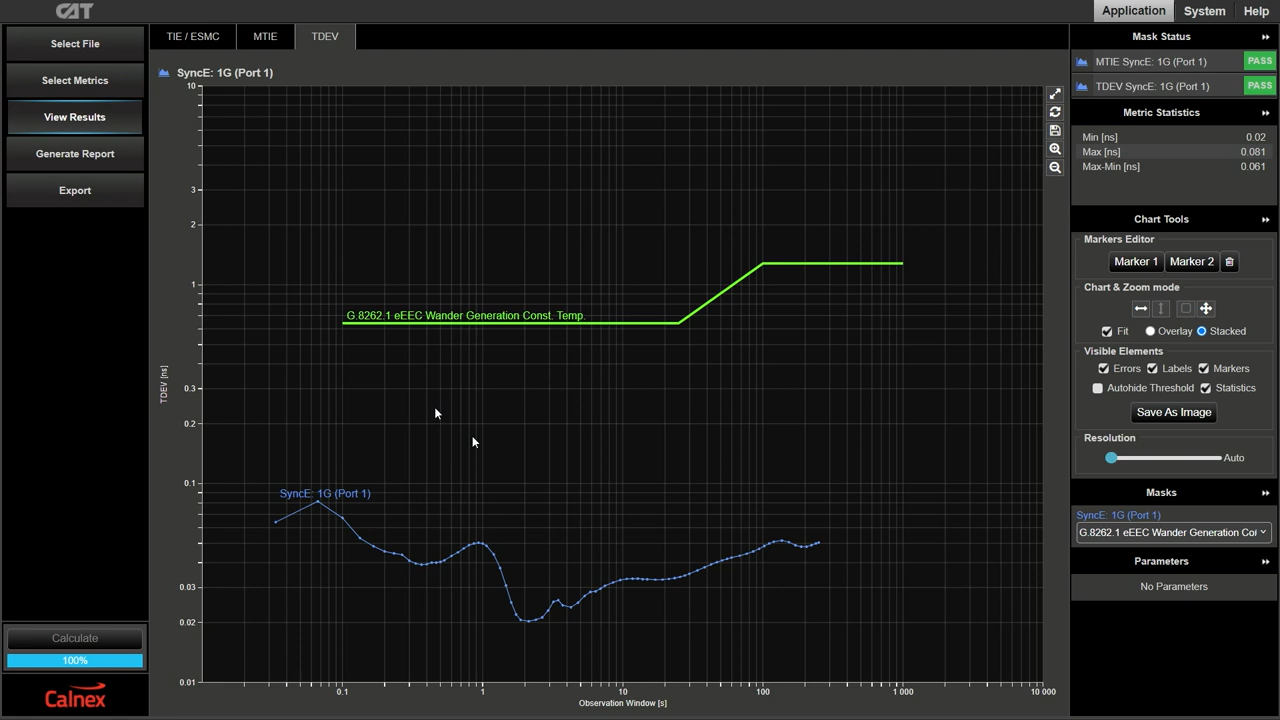 CAT
Application System Help
Select File
Select Metrics
View Results
Generate Report
Export
Calculate
100%
Calnex
TIE / ESMC MTIE TDEV
SyncE: 1G (Port 1)
TDEV [ns]
10
3
2
1
0.3
0.2
0.1
0.03
0.02
0.01
G.8262.1 eEEC Wander Generation Const. Temp.
SyncE: 1G (Port 1)
0.1 1 10 100 1 000 10 000
Observation Window [s]
Mask Status
MTIE SyncE: 1G (Port 1) PASS
TDEV SyncE: 1G (Port 1) PASS
Metric Statistics
Min [ns] 0.02
Max [ns] 0.081
Max-Min [ns] 0.061
Chart Tools
Markers Editor
Marker 1 Marker 2
Chart & Zoom mode
Fit Overlay Stacked
Visible Elements
Errors Labels Markers
Autohide Threshold Statistics
Save As Image
Resolution
Auto
Masks
SyncE: 1G (Port 1)
G.8262.1 eEEC Wander Generation Co
Parameters
No Parameters